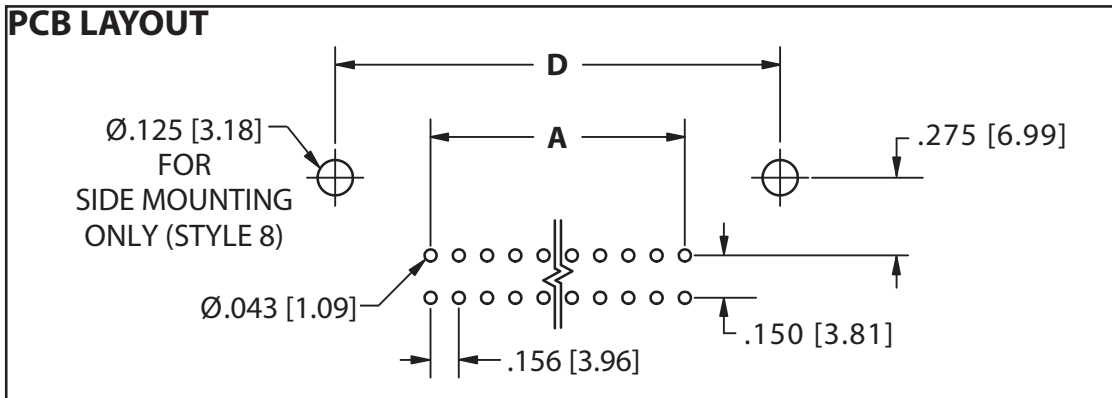 PCB LAYOUT
D
Ø.125 [3.18]
FOR
SIDE MOUNTING
ONLY (STYLE 8)
A
.275 [6.99]
Ø.043 [1.09]
.150 [3.81]
.156 [3.96]